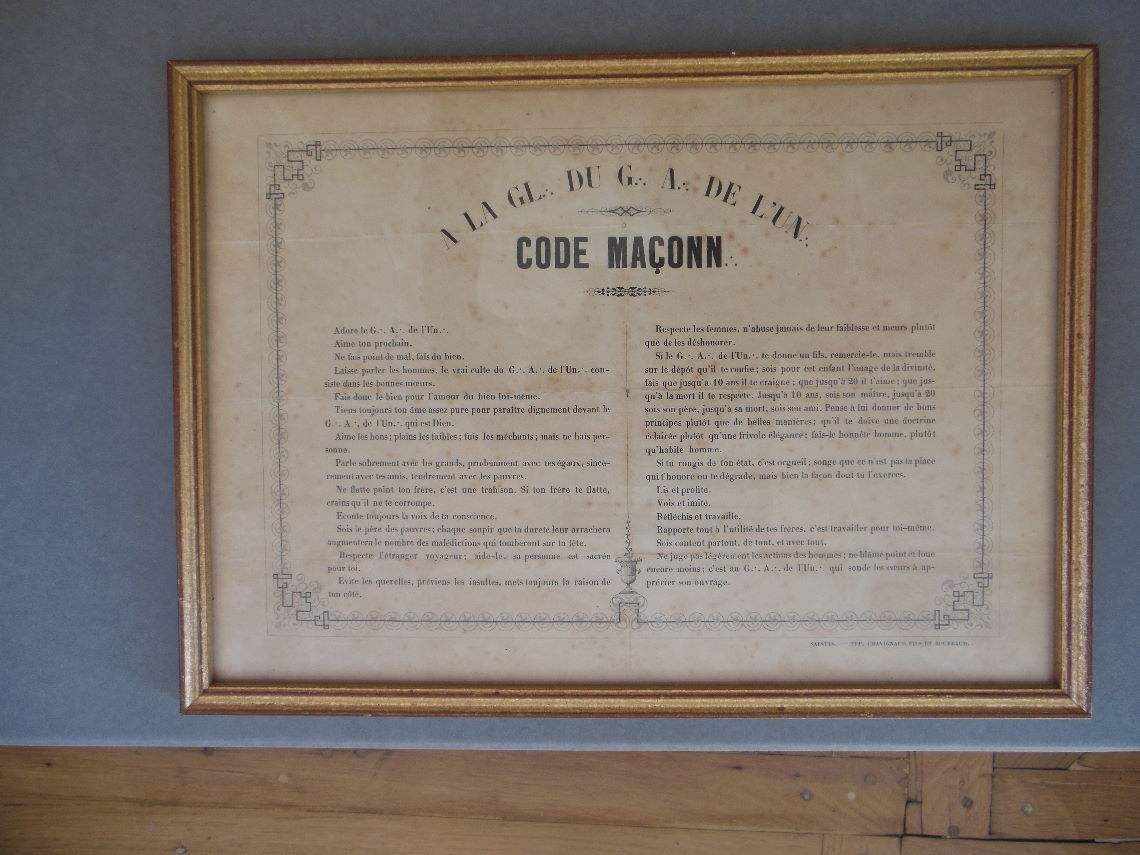 A LA GL∴ DU G∴ A∴ DE L'UN∴
CODE MAÇONN∴
Adore le G∴ A∴ de l'Un∴.
Aime ton prochain.
Ne fais point de mal, fais du bien.
Laisse parler les hommes, le vrai culte du G∴ A∴ de l'Un∴ con-
siste dans les bonnes mœurs.
Fais donc le bien pour l'amour du bien lui-même.
Tiens toujours ton âme assez pure pour paraître dignement devant le
G∴ A∴ de l'Un∴ qui est Dieu.
Aime les bons; plains les faibles; fuis les méchants; mais ne hais per-
sonne.
Parle sobrement avec les grands, prudemment avec tes égaux, sincè-
rement avec tes amis, tendrement avec les pauvres.
Ne flatte point ton frère, c'est une trahison. Si ton frère te flatte,
crains qu'il ne te corrompe.
Ecoute toujours la voix de ta conscience.
Sois le père des pauvres; chaque soupir que ta dureté leur arrachera
augmentera le nombre des malédictions qui tomberont sur ta tête.
Respecte l'étranger voyageur; aide-le, sa personne est sacrée
pour toi.
Evite les querelles, préviens les insultes, mets toujours la raison de
ton côté.
Respecte les femmes, n'abuse jamais de leur faiblesse et meurs plutôt
que de les déshonorer.
Si le G∴ A∴ de l'Un∴ te donne un fils, remercie-le, mais tremble
sur le dépôt qu'il te confie; sois pour cet enfant l'image de la divinité,
fais que jusqu'à 10 ans il te craigne; que jusqu'à 20 il t'aime; que jus-
qu'à la mort il te respecte. Jusqu'à 10 ans, sois son maître, jusqu'à 20
sois son père, jusqu'à sa mort, sois son ami. Pense à lui donner de bons
principes plutôt que de belles manières; qu'il te doive une doctrine
éclairée plutôt qu'une frivole élégance; fais-le honnête homme, plutôt
qu'habile homme.
Si tu rougis de ton état, c'est orgueil; songe que ce n'est pas ta place
qui t'honore ou te dégrade, mais bien la façon dont tu l'exerces.
Lis et profite.
Vois et imite.
Réfléchis et travaille.
Rapporte tout à l'utilité de tes frères, c'est travailler pour toi-même.
Sois content partout, de tout, et avec tout.
Ne juge pas légèrement les actions des hommes; ne blâme point et loue
encore moins; c'est au G∴ A∴ de l'Un∴ qui sonde les cœurs à ap-
précier son ouvrage.
SAINTES. — TYP. CHAVIGNAUD FILS ET